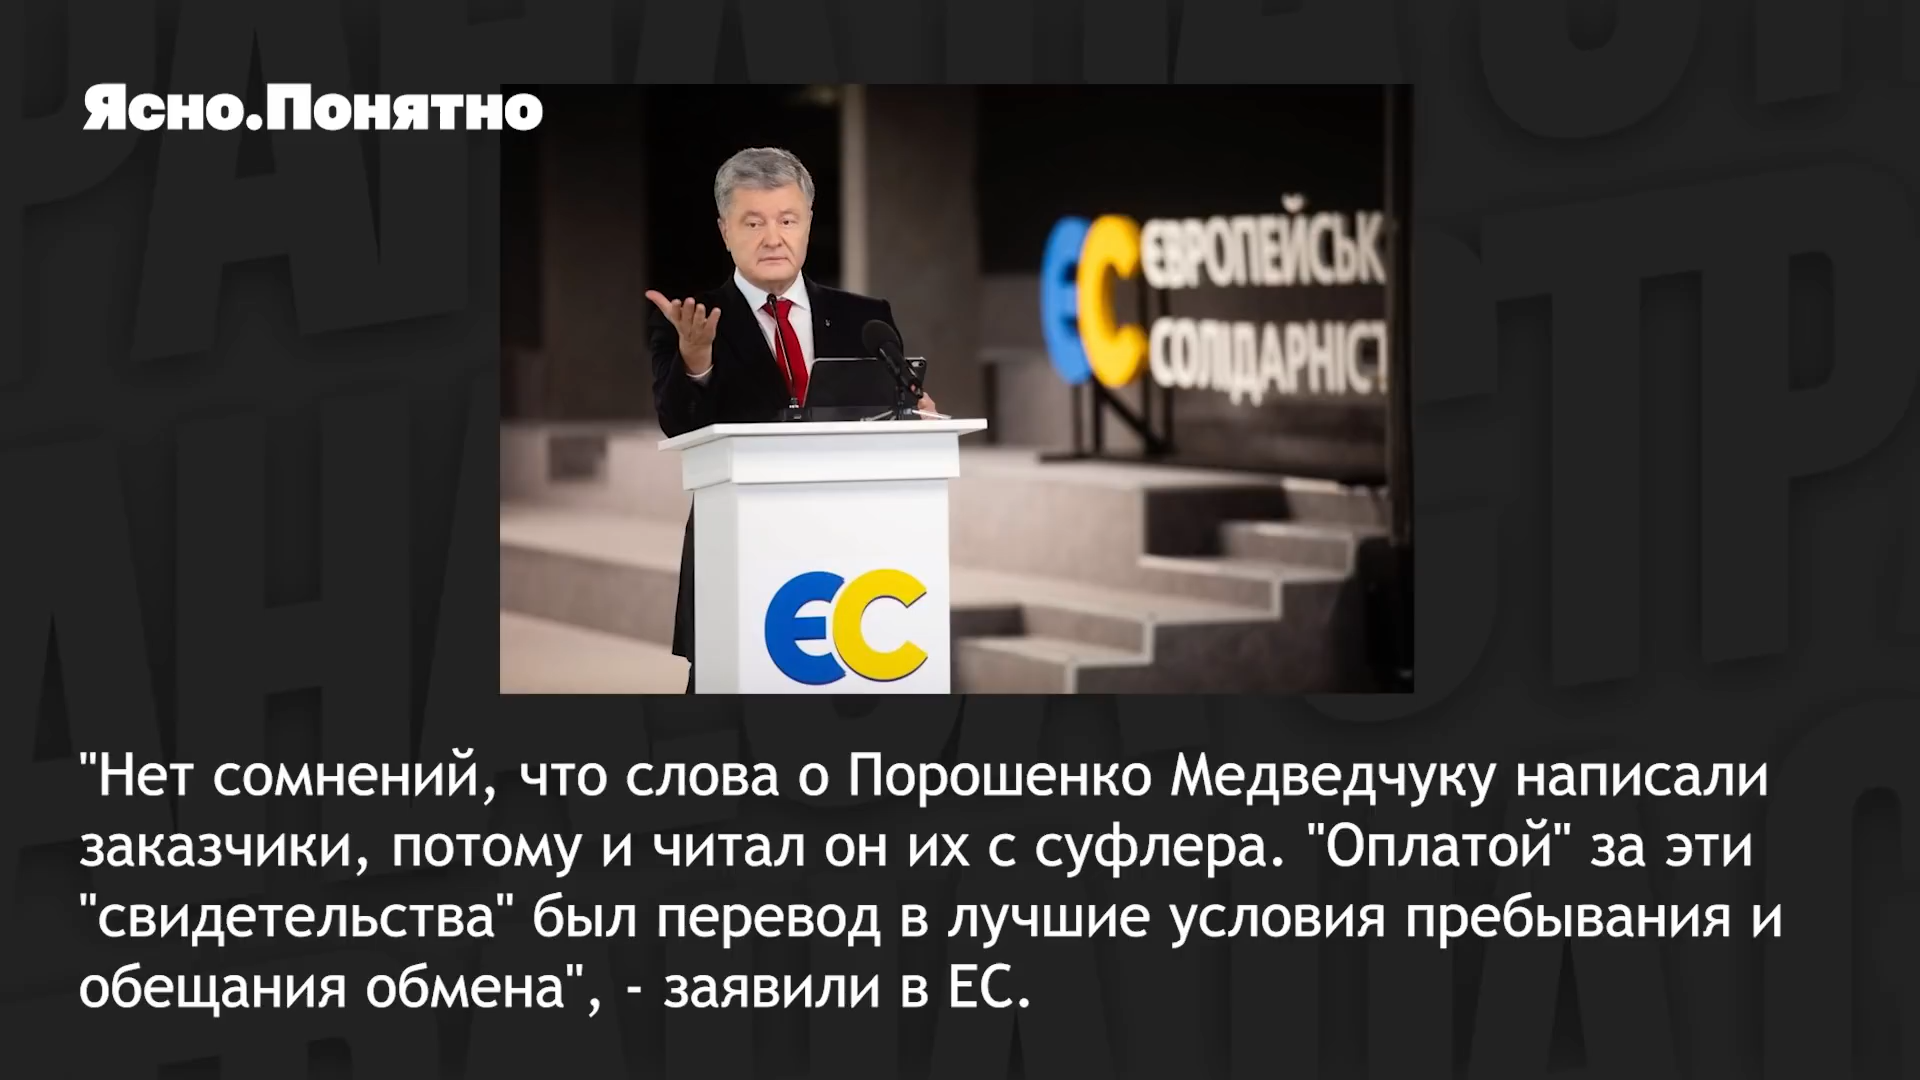 Ясно.Понятно
ЄС ЄВРОПЕЙСЬК
СОЛІДАРНІСТ
ЄС
"Нет сомнений, что слова о Порошенко Медведчуку написали
заказчики, потому и читал он их с суфлера. "Оплатой" за эти
"свидетельства" был перевод в лучшие условия пребывания и
обещания обмена", - заявили в ЕС.